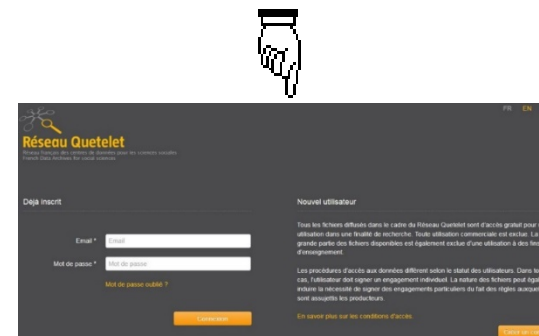 FR EN
Réseau Quetelet
Réseau français des centres de données pour les sciences sociales
French Data Archives for social sciences
Déjà inscrit
Email *
Email
Mot de passe *
Mot de passe
Mot de passe oublié ?
Connexion
Nouvel utilisateur
Tous les fichiers diffusés dans le cadre du Réseau Quetelet sont d'accès gratuit pour
utilisation dans une finalité de recherche. Toute utilisation commerciale est exclue. La
grande partie des fichiers disponibles est également exclue d'une utilisation à des fins
d'enseignement.
Les procédures d'accès aux données diffèrent selon le statut des utilisateurs. Dans
cas, l'utilisateur doit signer un engagement individuel. La nature des fichiers peut
induire la nécessité de signer des engagements particuliers du fait des règles
sont assujettis les producteurs.
En savoir plus sur les conditions d'accès.
Créer un